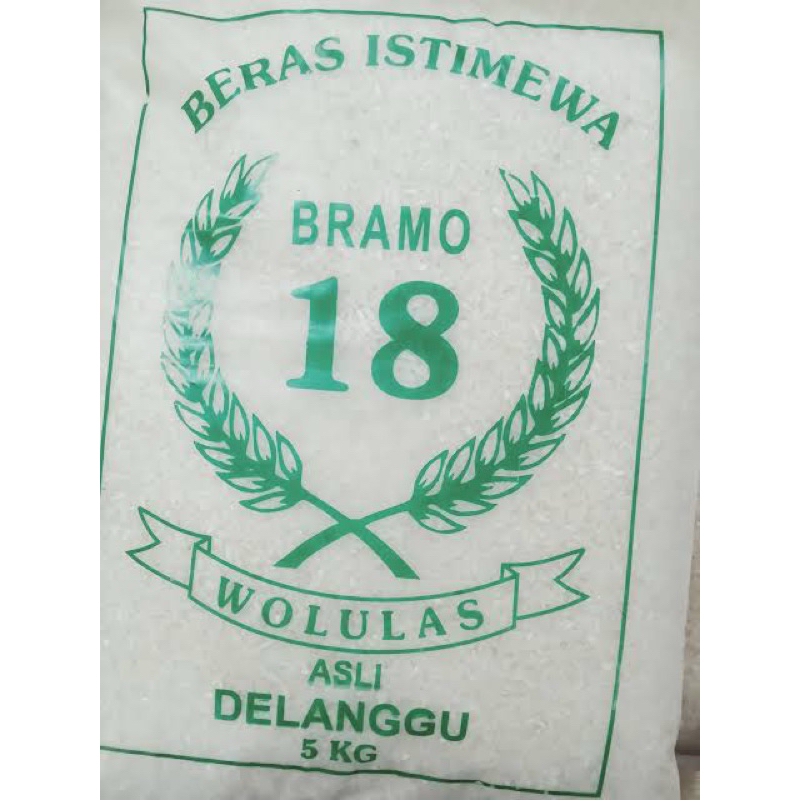 BERAS ISTIMEWA
BRAMO
18
WOLULAS
ASLI
DELANGGU
5 KG